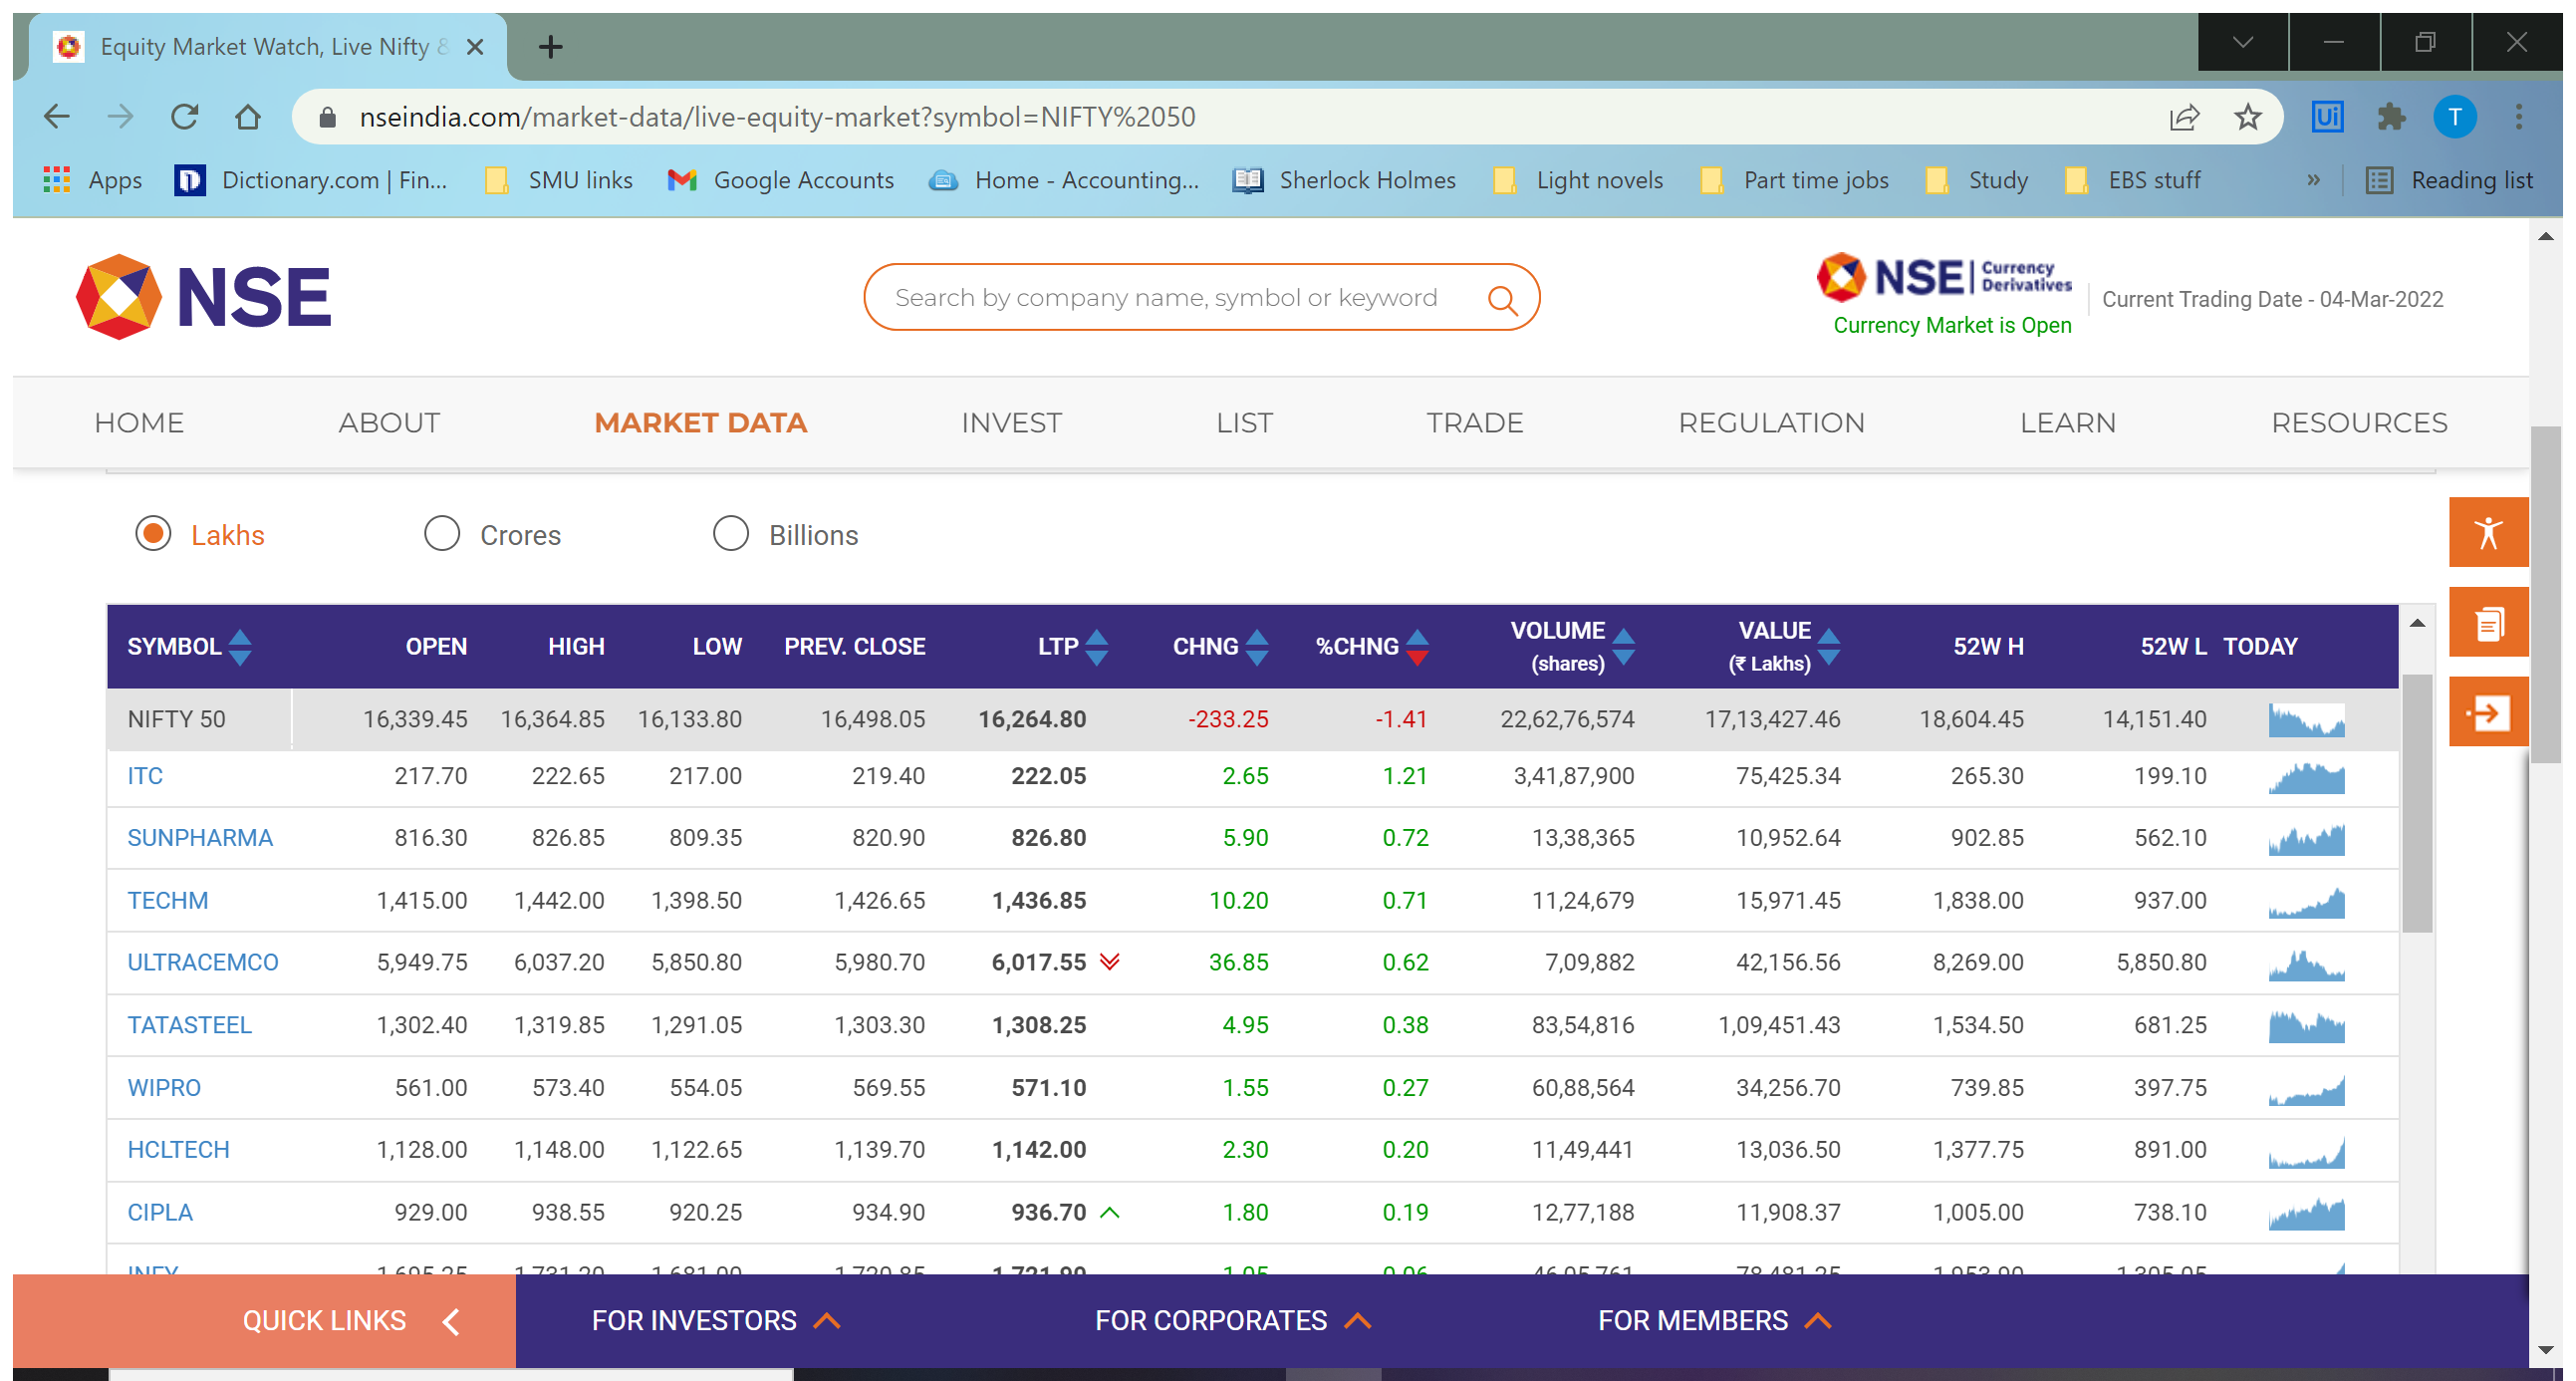 Equity Market Watch, Live Nifty &
nseindia.com/market-data/live-equity-market?symbol=NIFTY%2050
Ui
T
Apps Dictionary.com | Fin... SMU links Google Accounts Home - Accounting... Sherlock Holmes Light novels Part time jobs Study EBS stuff » Reading list
NSE
Search by company name, symbol or keyword
NSE Currency Derivatives
Currency Market is Open
Current Trading Date - 04-Mar-2022
HOME ABOUT MARKET DATA INVEST LIST TRADE REGULATION LEARN RESOURCES
Lakhs Crores Billions
SYMBOL OPEN HIGH LOW PREV. CLOSE LTP CHNG %CHNG VOLUME (shares) VALUE (₹ Lakhs) 52W H 52W L TODAY
NIFTY 50 16,339.45 16,364.85 16,133.80 16,498.05 16,264.80 -233.25 -1.41 22,62,76,574 17,13,427.46 18,604.45 14,151.40
ITC 217.70 222.65 217.00 219.40 222.05 2.65 1.21 3,41,87,900 75,425.34 265.30 199.10
SUNPHARMA 816.30 826.85 809.35 820.90 826.80 5.90 0.72 13,38,365 10,952.64 902.85 562.10
TECHM 1,415.00 1,442.00 1,398.50 1,426.65 1,436.85 10.20 0.71 11,24,679 15,971.45 1,838.00 937.00
ULTRACEMCO 5,949.75 6,037.20 5,850.80 5,980.70 6,017.55 36.85 0.62 7,09,882 42,156.56 8,269.00 5,850.80
TATASTEEL 1,302.40 1,319.85 1,291.05 1,303.30 1,308.25 4.95 0.38 83,54,816 1,09,451.43 1,534.50 681.25
WIPRO 561.00 573.40 554.05 569.55 571.10 1.55 0.27 60,88,564 34,256.70 739.85 397.75
HCLTECH 1,128.00 1,148.00 1,122.65 1,139.70 1,142.00 2.30 0.20 11,49,441 13,036.50 1,377.75 891.00
CIPLA 929.00 938.55 920.25 934.90 936.70 1.80 0.19 12,77,188 11,908.37 1,005.00 738.10
QUICK LINKS FOR INVESTORS FOR CORPORATES FOR MEMBERS